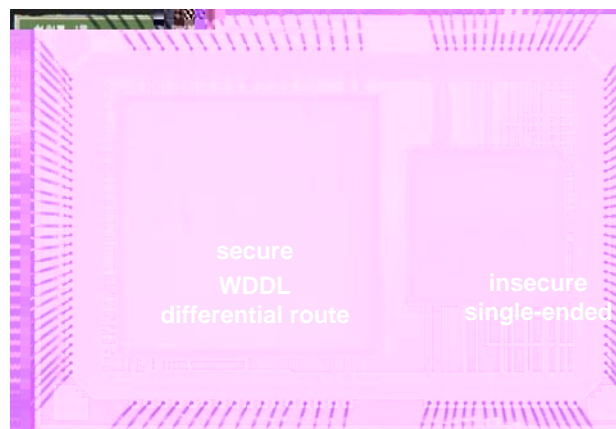 secure
WDDL
differential route
insecure
single-ended